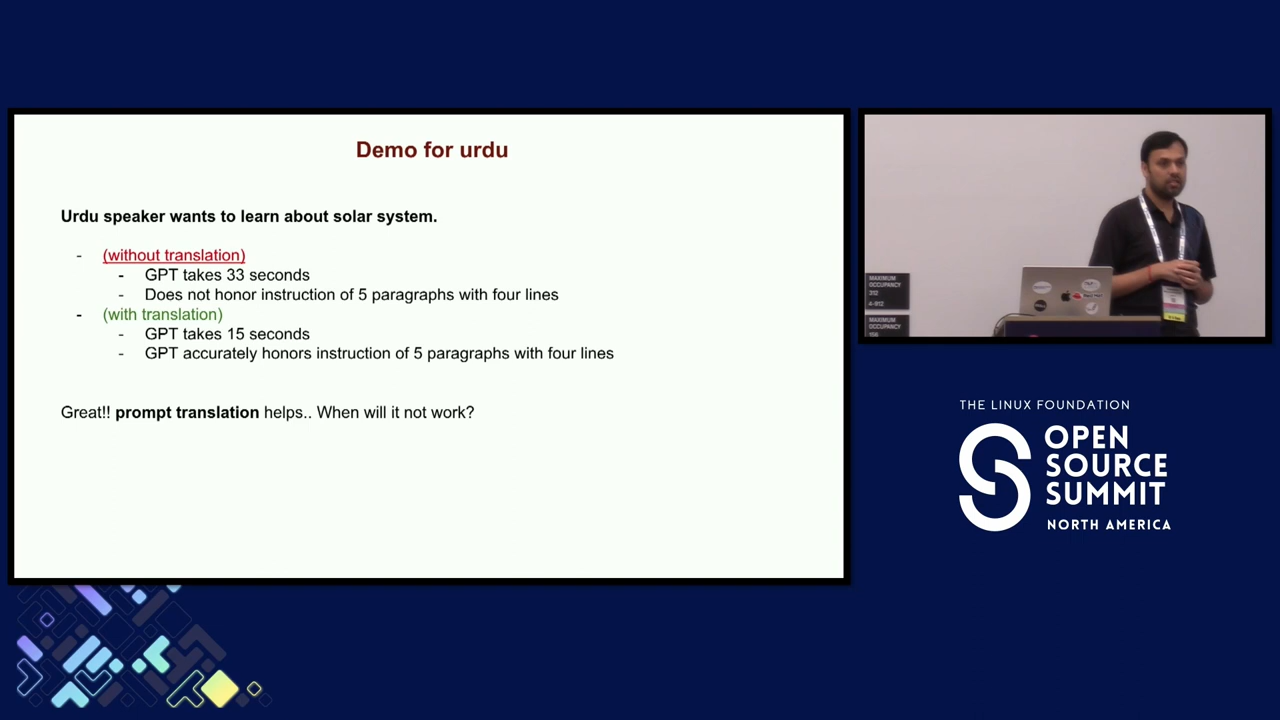 Demo for urdu
Urdu speaker wants to learn about solar system.
- (without translation)
- GPT takes 33 seconds
- Does not honor instruction of 5 paragraphs with four lines
- (with translation)
- GPT takes 15 seconds
- GPT accurately honors instruction of 5 paragraphs with four lines
Great!! prompt translation helps.. When will it not work?
MAXIMUM
OCCUPANCY
312
MAXIMUM
OCCUPANCY
156
THE LINUX FOUNDATION
OPEN
SOURCE
SUMMIT
NORTH AMERICA